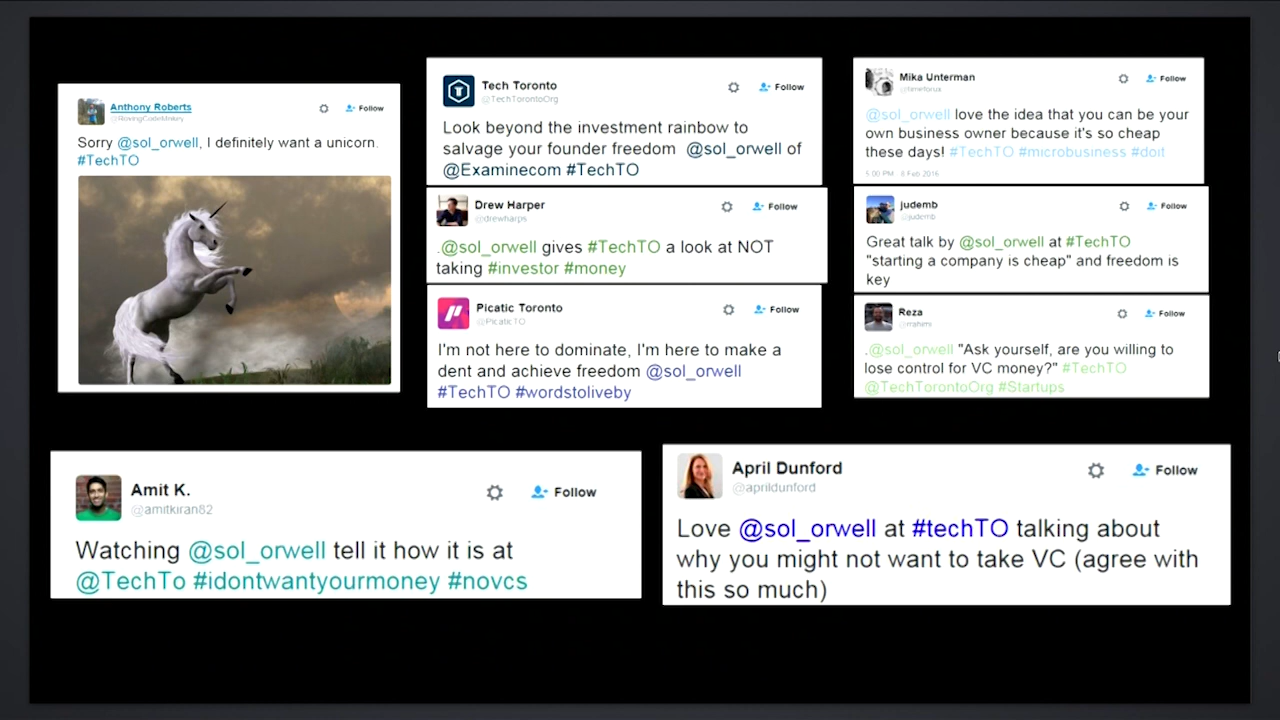 Anthony Roberts
Follow
Sorry @sol_orwell, I definitely want a unicorn.
#TechTO
Tech Toronto
@TechTorontoOrg
Follow
Look beyond the investment rainbow to
salvage your founder freedom @sol_orwell of
@Examinecom #TechTO
Drew Harper
@drewharps
Follow
.@sol_orwell gives #TechTO a look at NOT
taking #investor #money
Picatic Toronto
@PicaticTO
Follow
I'm not here to dominate, I'm here to make a
dent and achieve freedom @sol_orwell
#TechTO #wordstoliveby
Mika Unterman
Follow
@sol_orwell love the idea that you can be your
own business owner because it's so cheap
these days! #TechTO #microbusiness #doit
5:00 PM - 8 Feb 2016
judemb
@judemb
Follow
Great talk by @sol_orwell at #TechTO
"starting a company is cheap" and freedom is
key
Reza
Follow
.@sol_orwell "Ask yourself, are you willing to
lose control for VC money?" #TechTO
@TechTorontoOrg #Startups
Amit K.
@amitkiran82
Follow
Watching @sol_orwell tell it how it is at
@TechTo #idontwantyourmoney #novcs
April Dunford
@aprildunford
Follow
Love @sol_orwell at #techTO talking about
why you might not want to take VC (agree with
this so much)